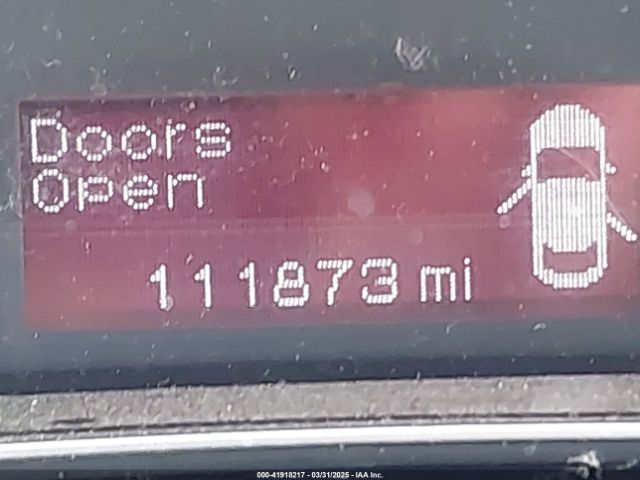 Doors
Open
111873 mi
000-41918217 - 03/31/2025 - IAA Inc.